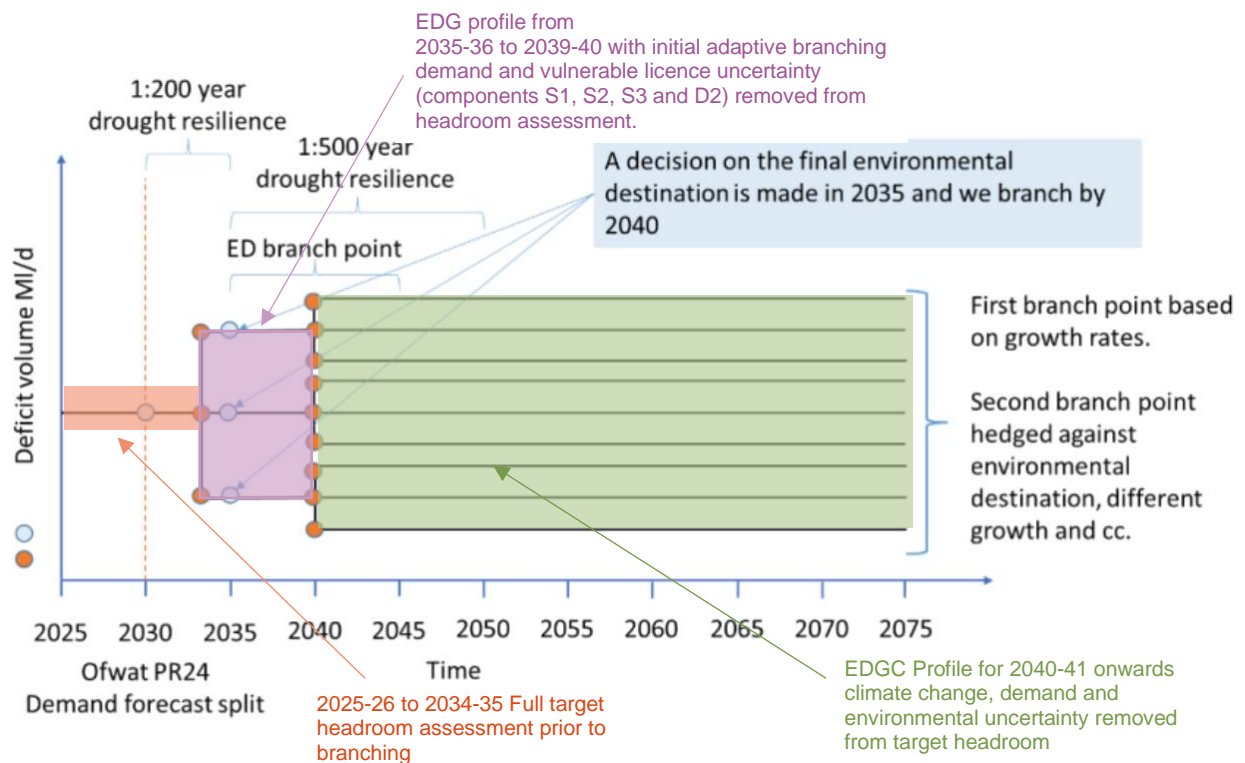 EDG profile from
2035-36 to 2039-40 with initial adaptive branching
demand and vulnerable licence uncertainty
(components S1, S2, S3 and D2) removed from
headroom assessment.
1:200 year
drought resilience
1:500 year
drought resilience
A decision on the final environmental
destination is made in 2035 and we branch by
2040
ED branch point
Deficit volume Ml/d
First branch point based
on growth rates.
Second branch point
hedged against
environmental
destination, different
growth and cc.
2025 2030 2035 2040 2045 2050 2055 2060 2065 2070 2075
Ofwat PR24
Demand forecast split
Time
2025-26 to 2034-35 Full target
headroom assessment prior to
branching
EDGC Profile for 2040-41 onwards
climate change, demand and
environmental uncertainty removed
from target headroom